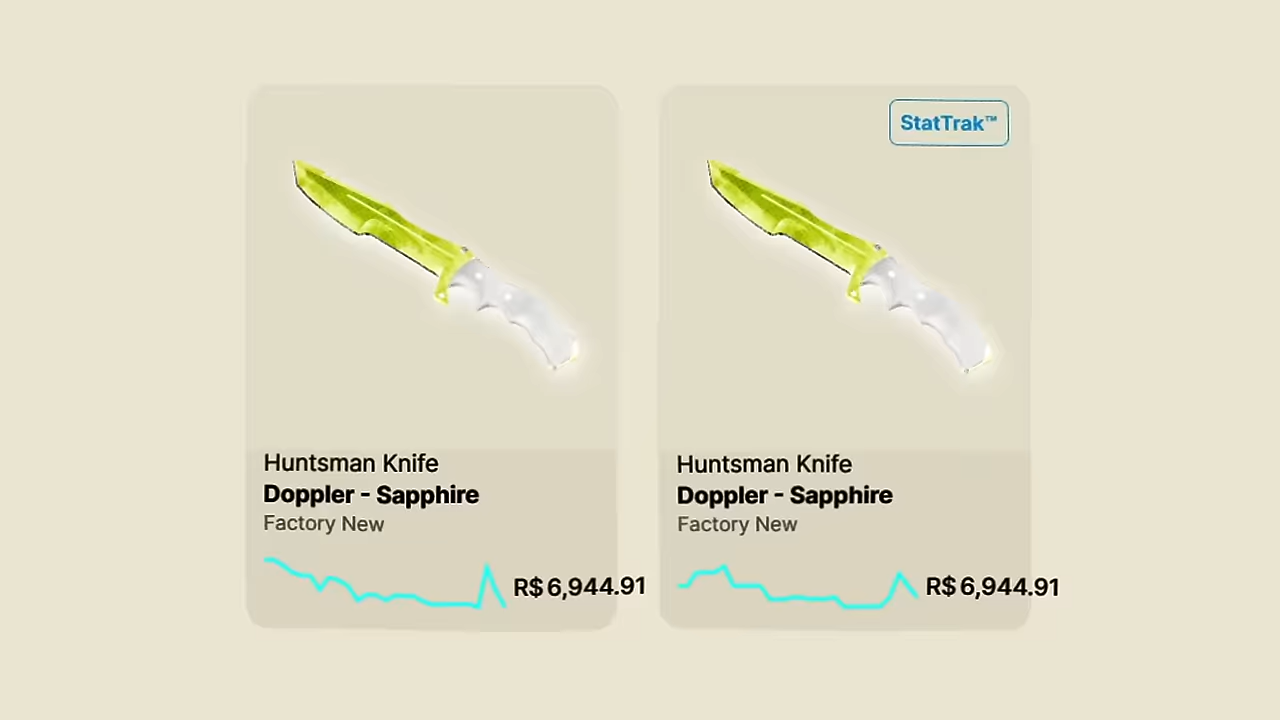 Huntsman Knife
Doppler - Sapphire
Factory New
R$ 6,944.91
StatTrak™
Huntsman Knife
Doppler - Sapphire
Factory New
R$ 6,944.91